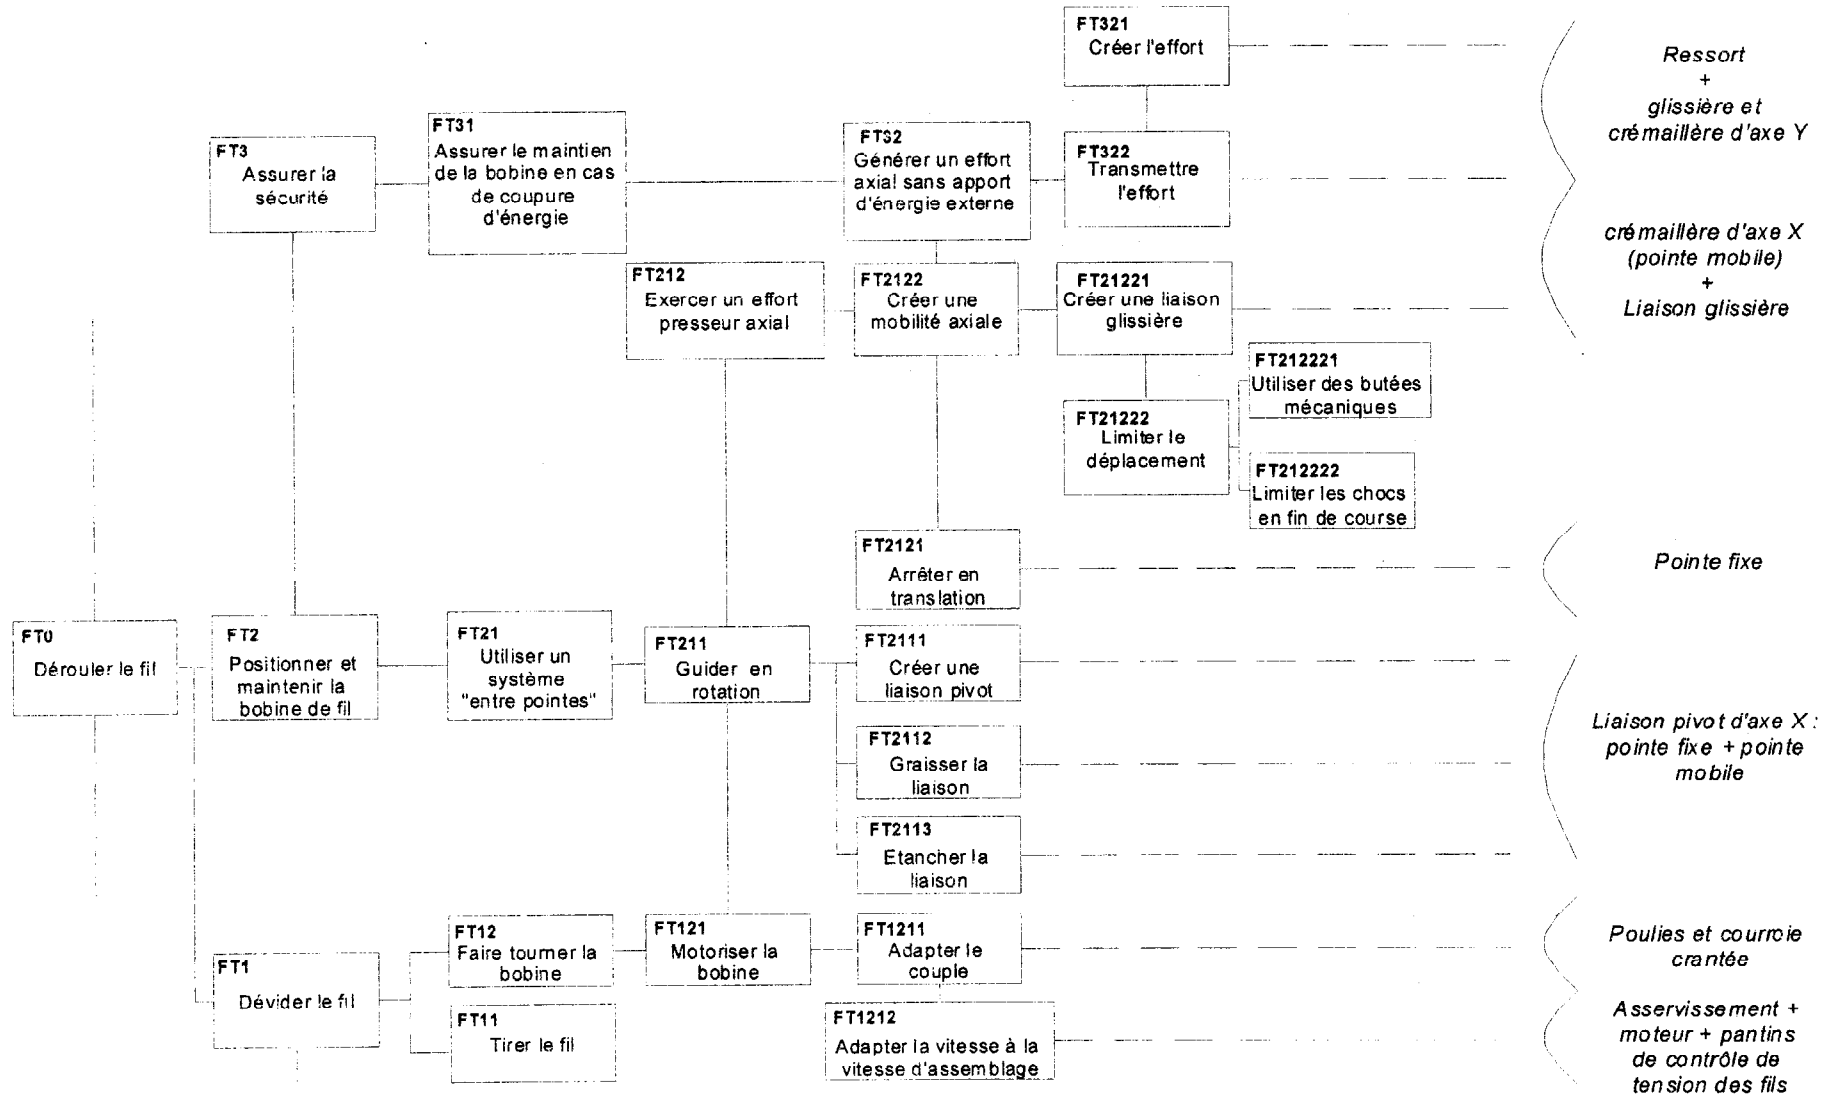 FT321
Créer l'effort
Ressort
+
glissière et
crémaillère d'axe Y
FT3
Assurer la
sécurité
FT31
Assurer le maintien
de la bobine en cas
de coupure
d'énergie
FT32
Générer un effort
axial sans apport
d'énergie externe
FT322
Transmettre
l'effort
crémaillère d'axe X
(pointe mobile)
+
Liaison glissière
FT212
Exercer un effort
presseur axial
FT2122
Créer une
mobilité axiale
FT21221
Créer une liaison
glissière
FT212221
Utiliser des butées
mécaniques
FT21222
Limiter le
déplacement
FT212222
Limiter les chocs
en fin de course
FT2121
Arrêter en
translation
Pointe fixe
FT0
Dérouler le fil
FT2
Positionner et
maintenir la
bobine de fil
FT21
Utiliser un
système
"entre pointes"
FT211
Guider en
rotation
FT2111
Créer une
liaison pivot
FT2112
Graisser la
liaison
FT2113
Etancher la
liaison
Liaison pivot d'axe X :
pointe fixe + pointe
mobile
FT1
Dévider le fil
FT12
Faire tourner la
bobine
FT121
Motoriser la
bobine
FT1211
Adapter le
couple
Poulies et courroie
crantée
FT11
Tirer le fil
FT1212
Adapter la vitesse à la
vitesse d'assemblage
Asservissement +
moteur + pantins
de contrôle de
tension des fils